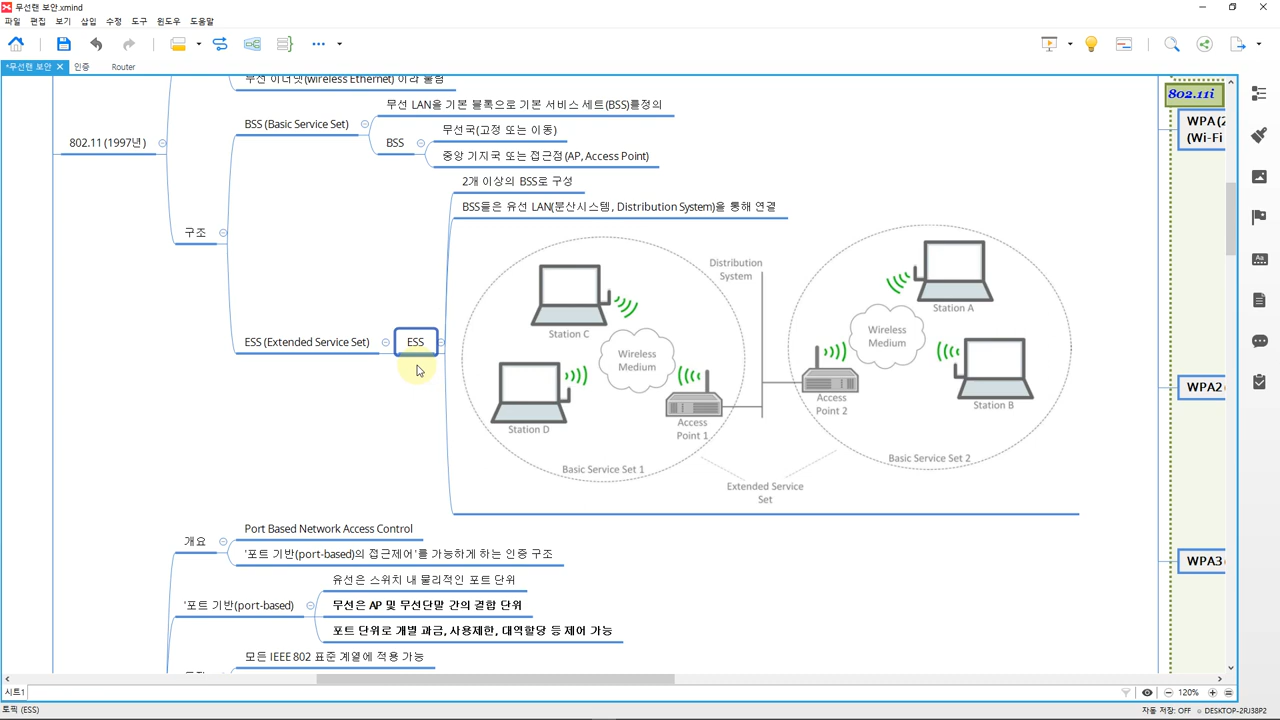 무선랜 보안.xmind
파일 편집 보기 삽입 수정 도구 윈도우 도움말
*무선랜 보안 인증 Router
무선 이더넷(wireless Ethernet) 이라 불림
무선 LAN을 기본 블록으로 기본 서비스 세트(BSS)를정의
BSS (Basic Service Set)
무선국(고정 또는 이동)
802.11 (1997년)
BSS
중앙 기지국 또는 접근점(AP, Access Point)
2개 이상의 BSS로 구성
BSS들은 유선 LAN(분산시스템, Distribution System)을 통해 연결
구조
ESS (Extended Service Set)
ESS
Distribution
System
Station C
Wireless
Medium
Station D
Access
Point 1
Basic Service Set 1
Station A
Wireless
Medium
Access
Point 2
Station B
Basic Service Set 2
Extended Service
Set
802.11i
WPA (2
(Wi-Fi
WPA2
WPA3
Port Based Network Access Control
개요
'포트 기반(port-based)의 접근제어'를 가능하게 하는 인증 구조
유선은 스위치 내 물리적인 포트 단위
'포트 기반(port-based)
무선은 AP 및 무선단말 간의 결합 단위
포트 단위로 개별 과금, 사용제한, 대역할당 등 제어 가능
모든 IEEE 802 표준 계열에 적용 가능
시트1
120%
토픽 (ESS)
자동 저장: OFF
DESKTOP-2RJ38P2